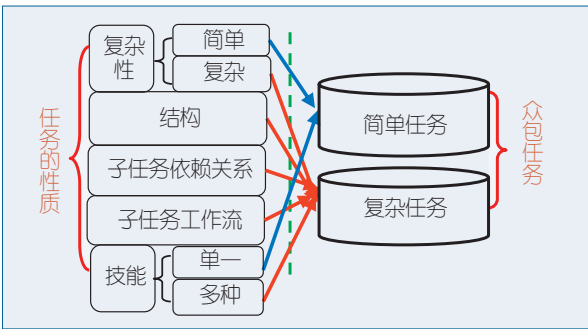 任务的性质
复杂性
简单
复杂
结构
子任务依赖关系
子任务工作流
技能
单一
多种
简单任务
复杂任务
众包任务